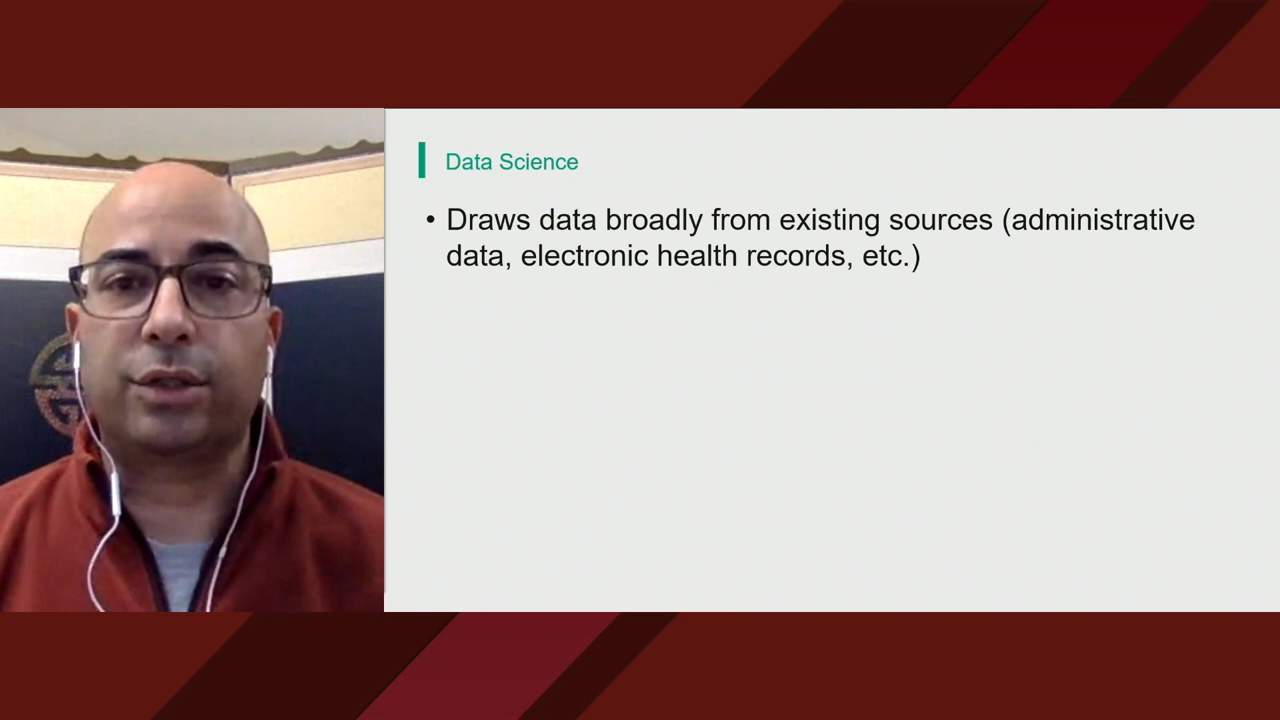 Data Science
• Draws data broadly from existing sources (administrative
data, electronic health records, etc.)